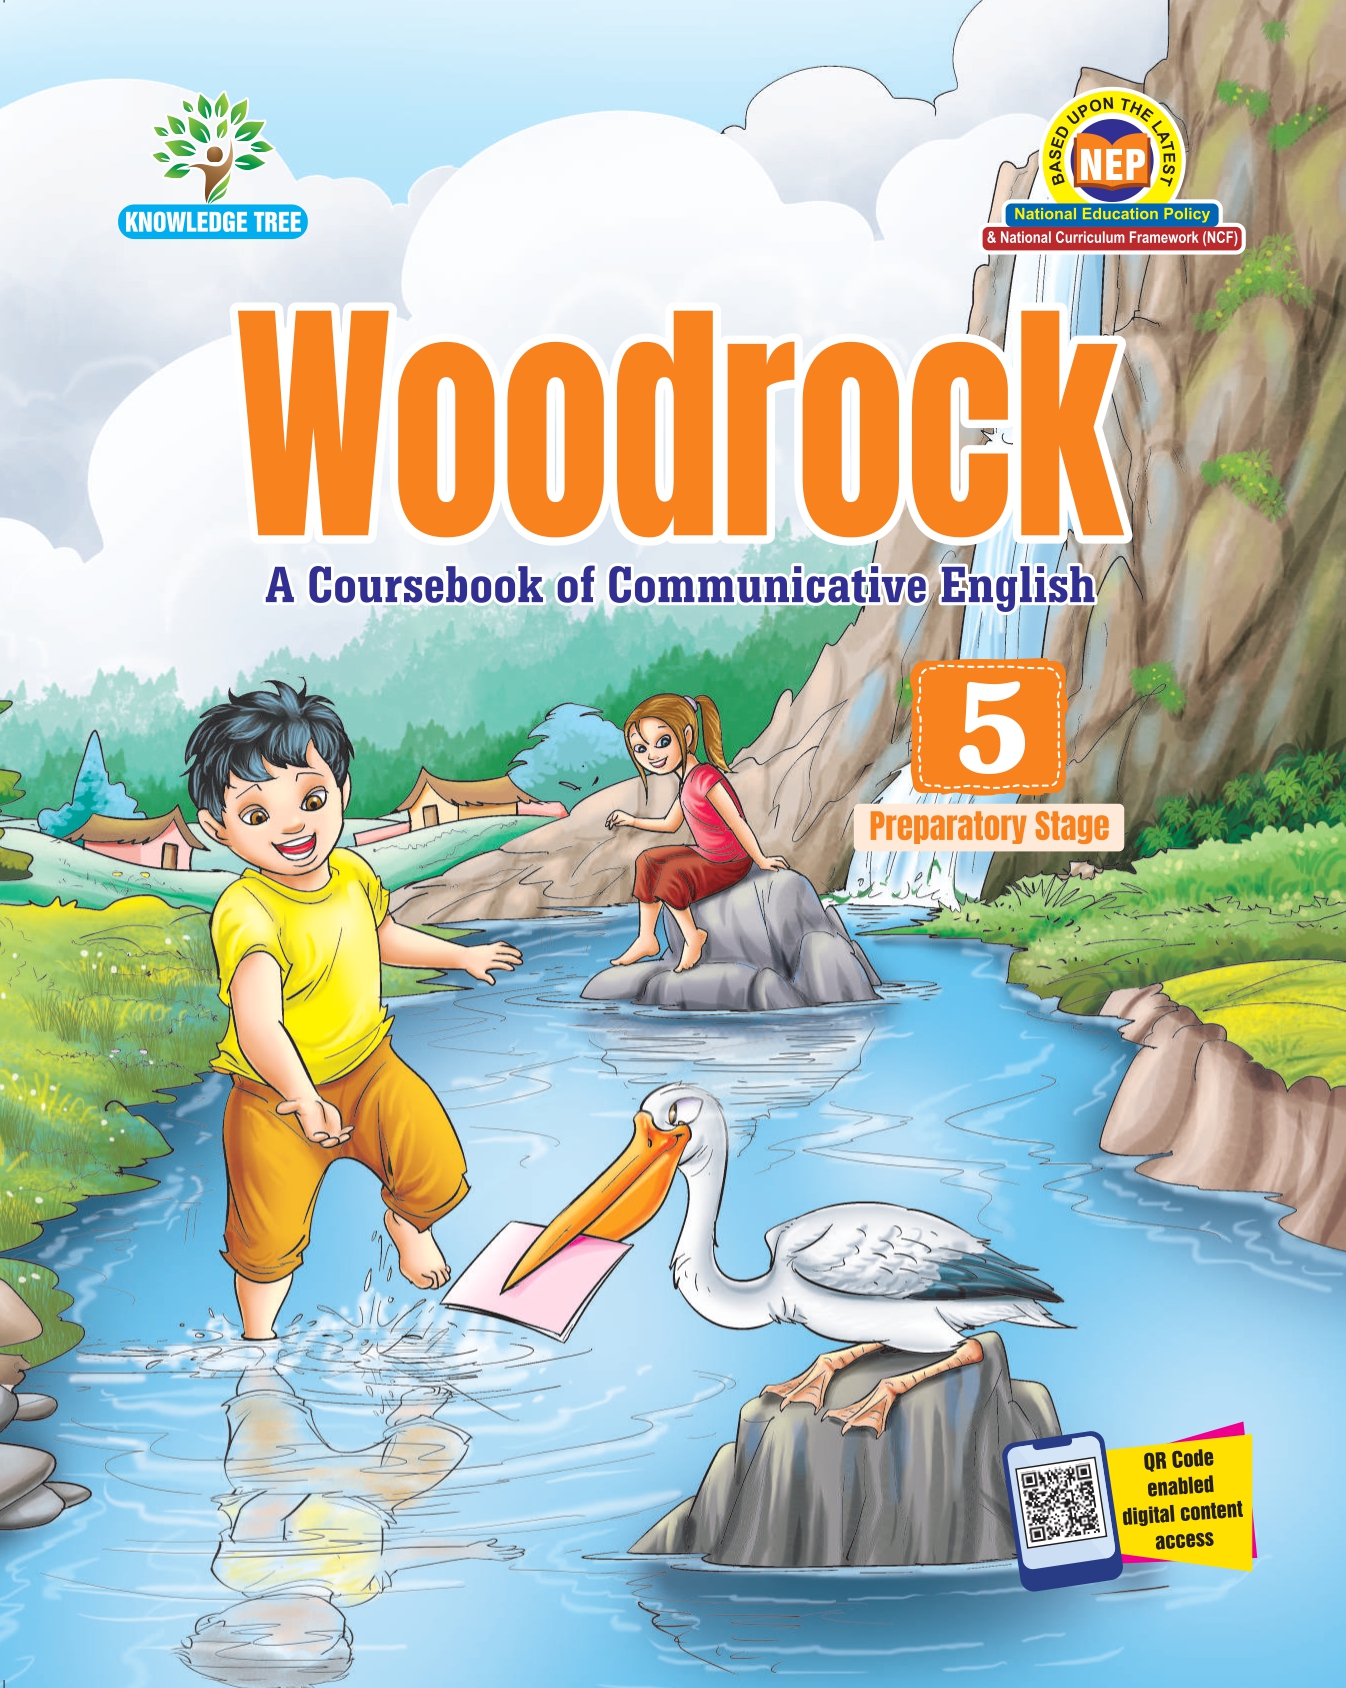 KNOWLEDGE TREE
BASED UPON THE LATEST
NEP
National Education Policy
& National Curriculum Framework (NCF)
Woodrock
A Coursebook of Communicative English
5
Preparatory Stage
QR Code
enabled
digital content
access